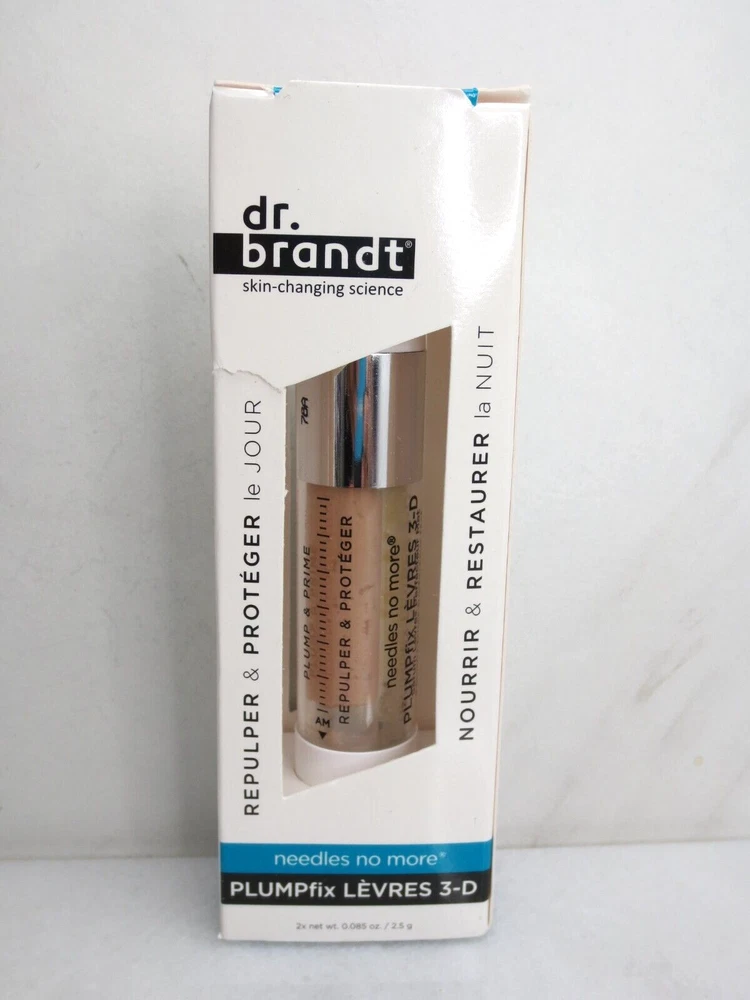 dr.
brandt®
skin-changing science
REPULPER & PROTÉGER le JOUR
NOURRIR & RESTAURER la NUIT
PLUMP & PRIME
REPULPER & PROTÉGER
AM
needles no more®
PLUMPfix LÈVRES 3-D
needles no more®
PLUMPfix LÈVRES 3-D
2x net wt. 0.085 oz. / 2.5 g